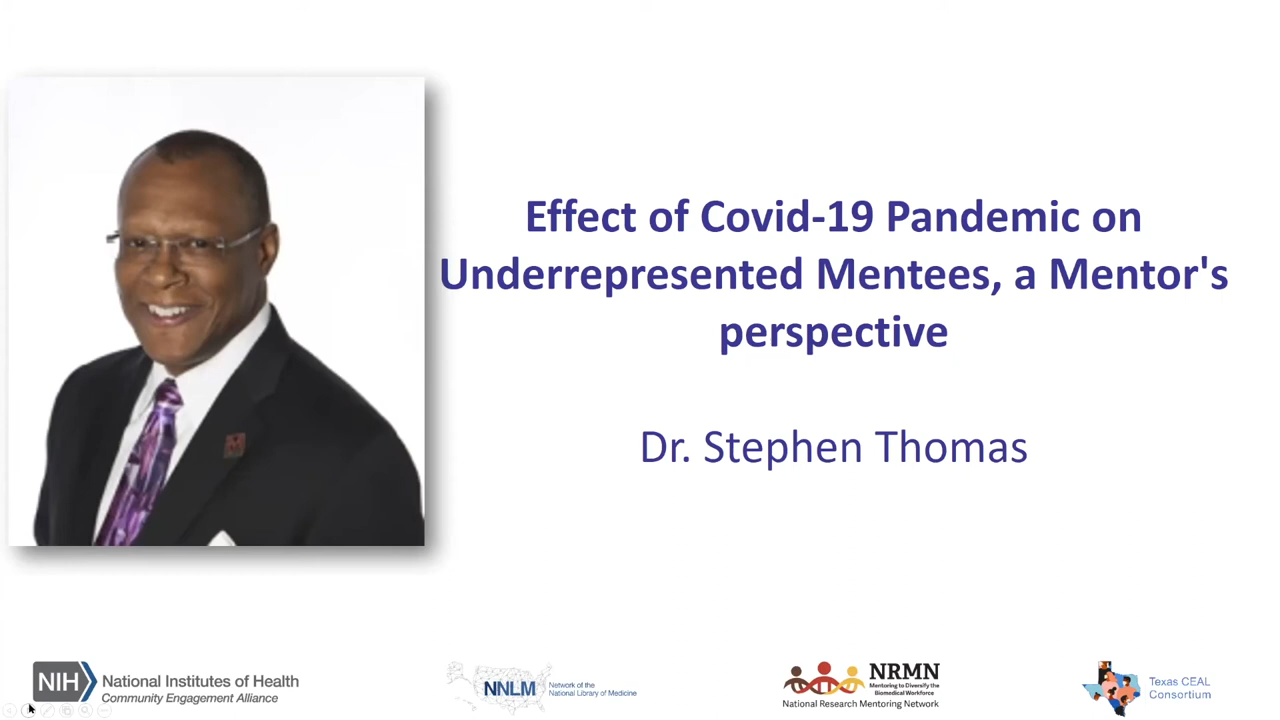 Effect of Covid-19 Pandemic on
Underrepresented Mentees, a Mentor's
perspective
Dr. Stephen Thomas
NIH
National Institutes of Health
Community Engagement Alliance
NNLM
Network of the
National Library of Medicine
NRMN
Mentoring to Diversify the
Biomedical Workforce
National Research Mentoring Network
Texas CEAL
Consortium